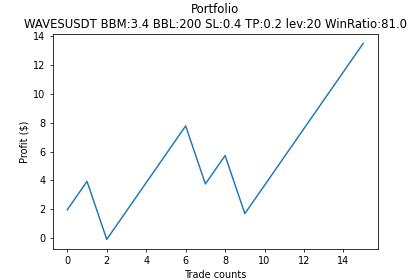 Portfolio
WAVESUSDT BBM:3.4 BBL:200 SL:0.4 TP:0.2 lev:20 WinRatio:81.0
14
12
10
8
6
4
2
0
Profit ($)
0 2 4 6 8 10 12 14
Trade counts